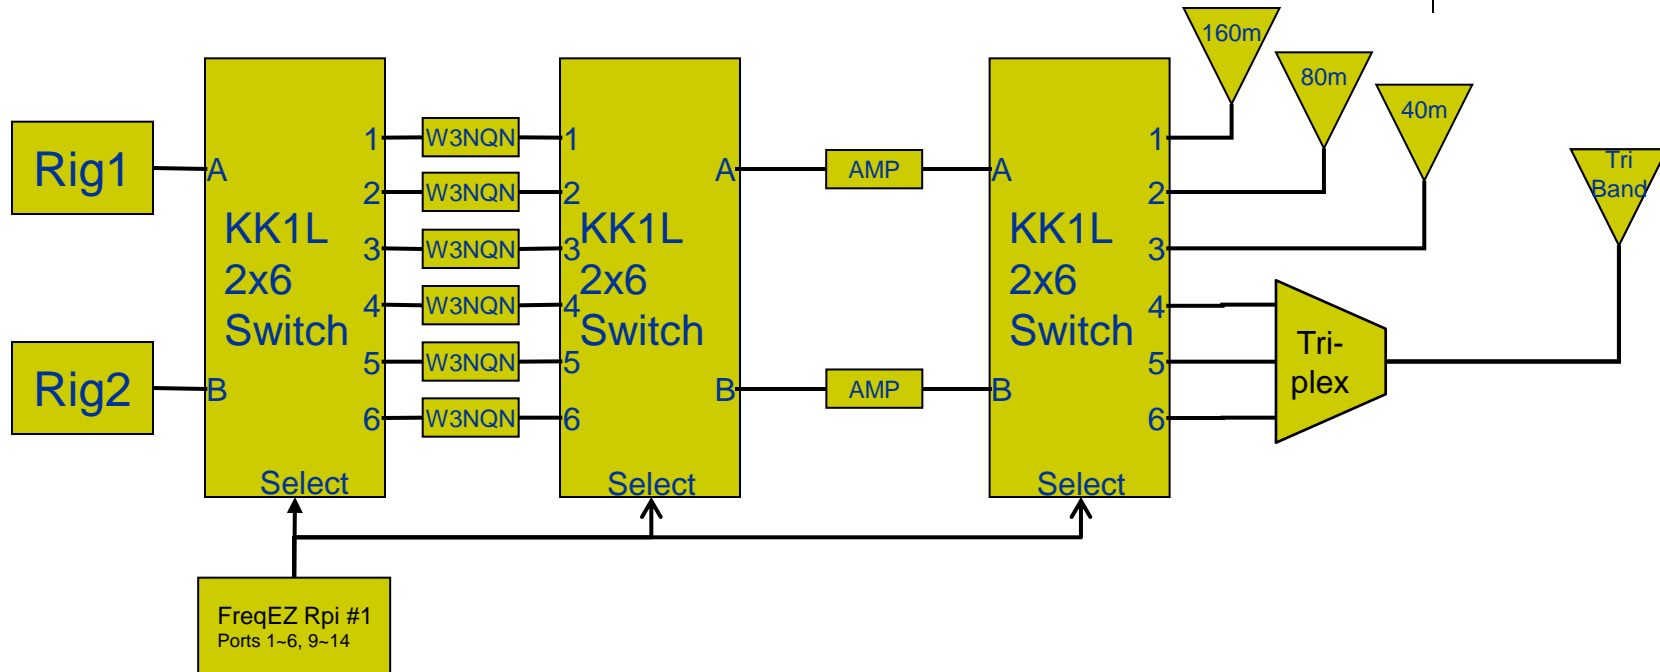 160m
80m
40m
Tri
Band
Rig1
A
1
W3NQN
1
A
AMP
A
1
2
W3NQN
2
2
KK1L
2x6
Switch
3
W3NQN
3
KK1L
2x6
Switch
KK1L
2x6
Switch
3
4
W3NQN
4
4
5
W3NQN
5
5
Tri-
plex
Rig2
B
6
W3NQN
6
B
AMP
B
6
Select
Select
Select
FreqEZ Rpi #1
Ports 1~6, 9~14